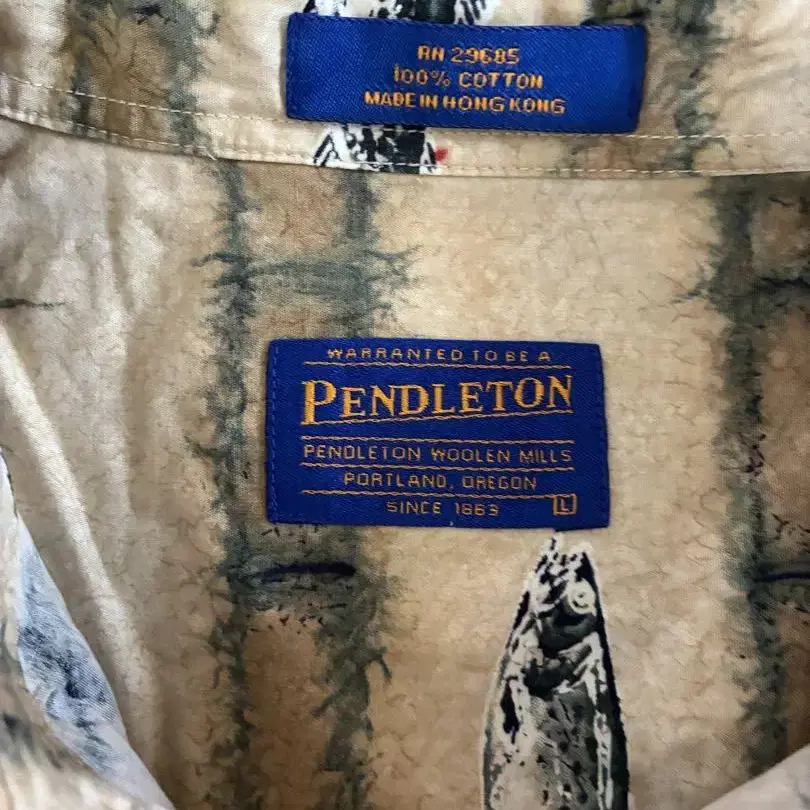 RN 29685
100% COTTON
MADE IN HONG KONG
WARRANTED TO BE A
PENDLETON
PENDLETON WOOLEN MILLS
PORTLAND, OREGON
SINCE 1863 L